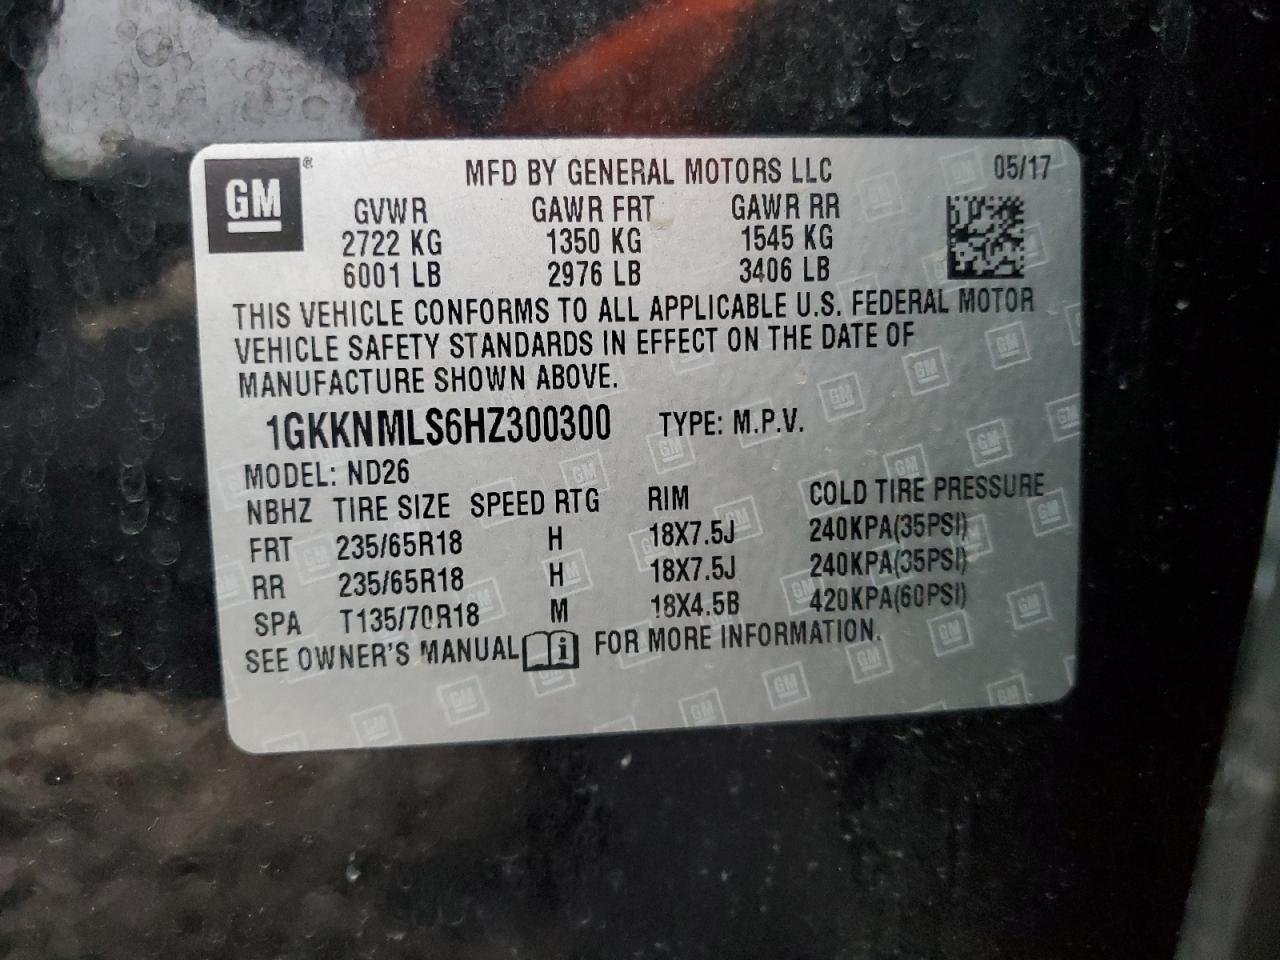 GM®
MFD BY GENERAL MOTORS LLC 05/17
GVWR GAWR FRT GAWR RR
2722 KG 1350 KG 1545 KG
6001 LB 2976 LB 3406 LB
THIS VEHICLE CONFORMS TO ALL APPLICABLE U.S. FEDERAL MOTOR
VEHICLE SAFETY STANDARDS IN EFFECT ON THE DATE OF
MANUFACTURE SHOWN ABOVE.
1GKKNMLS6HZ300300 TYPE: M.P.V.
MODEL: ND26
NBHZ TIRE SIZE SPEED RTG RIM COLD TIRE PRESSURE
FRT 235/65R18 H 18X7.5J 240KPA(35PSI)
RR 235/65R18 H 18X7.5J 240KPA(35PSI)
SPA T135/70R18 M 18X4.5B 420KPA(60PSI)
SEE OWNER'S MANUAL i FOR MORE INFORMATION.